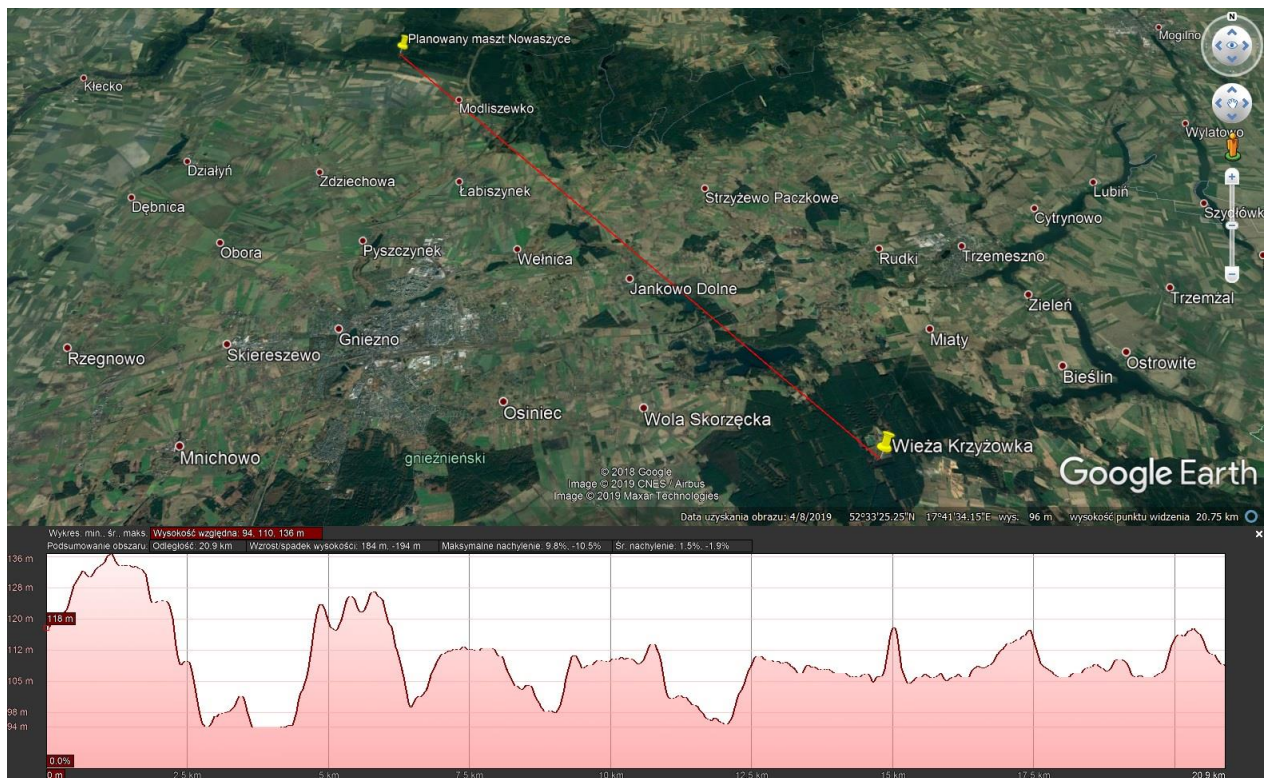 N
Mogilno
Planowany maszt Nowaszyce
Kłecko
Modliszewko
Wylatowo
Działyń
Zdziechowa
Łabiszynek
Strzyżewo Paczkowe
Lubiń
Dębnica
Cytrynowo
Szydłówk
Obora
Pyszczynek
Wełnica
Rudki
Trzemeszno
Jankowo Dolne
Zieleń
Trzemżal
Gniezno
Miaty
Rzegnowo
Skiereszewo
Ostrowite
Bieślin
Osiniec
Wola Skorzęcka
Mnichowo
gnieźnieński
Wieża Krzyżówka
© 2018 Google
Image © 2019 CNES / Airbus
Image © 2019 Maxar Technologies
Google Earth
Data uzyskania obrazu: 4/8/2019 52°33'25.25"N 17°41'34.15"E wys. 96 m wysokość punktu widzenia 20.75 km
Wykres: min., śr., maks. Wysokość względna: 94, 110, 136 m
Podsumowanie obszaru: Odległość: 20.9 km Wzrost/spadek wysokości: 184 m, -194 m Maksymalne nachylenie: 9.8%, -10.5% Śr. nachylenie: 1.5%, -1.9%
136 m
128 m
120 m
118 m
112 m
105 m
98 m
94 m
0.0%
0 m 2.5 km 5 km 7.5 km 10 km 12.5 km 15 km 17.5 km 20.9 km